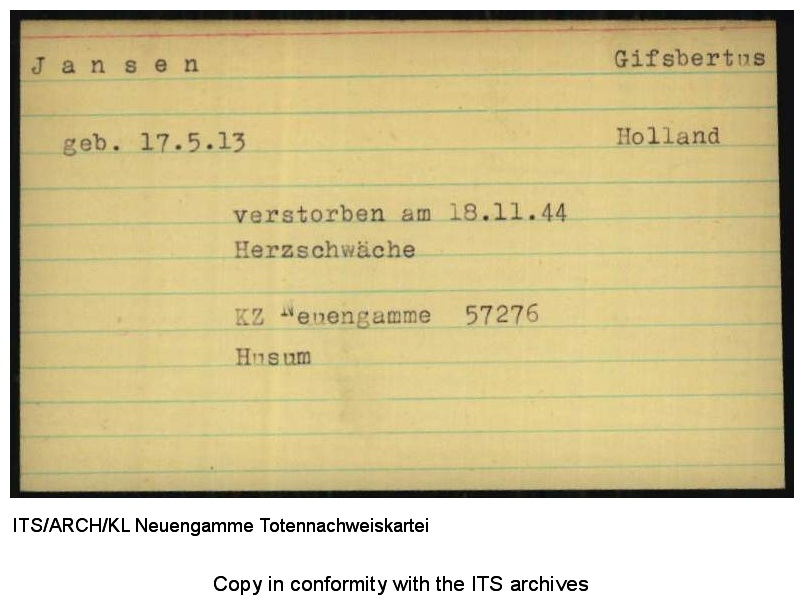 J a n s e n Gifsbertus
geb. 17.5.13 Holland
verstorben am 18.11.44
Herzschwäche
KZ Neuengamme 57276
Husum
ITS/ARCH/KL Neuengamme Totennachweiskartei
Copy in conformity with the ITS archives